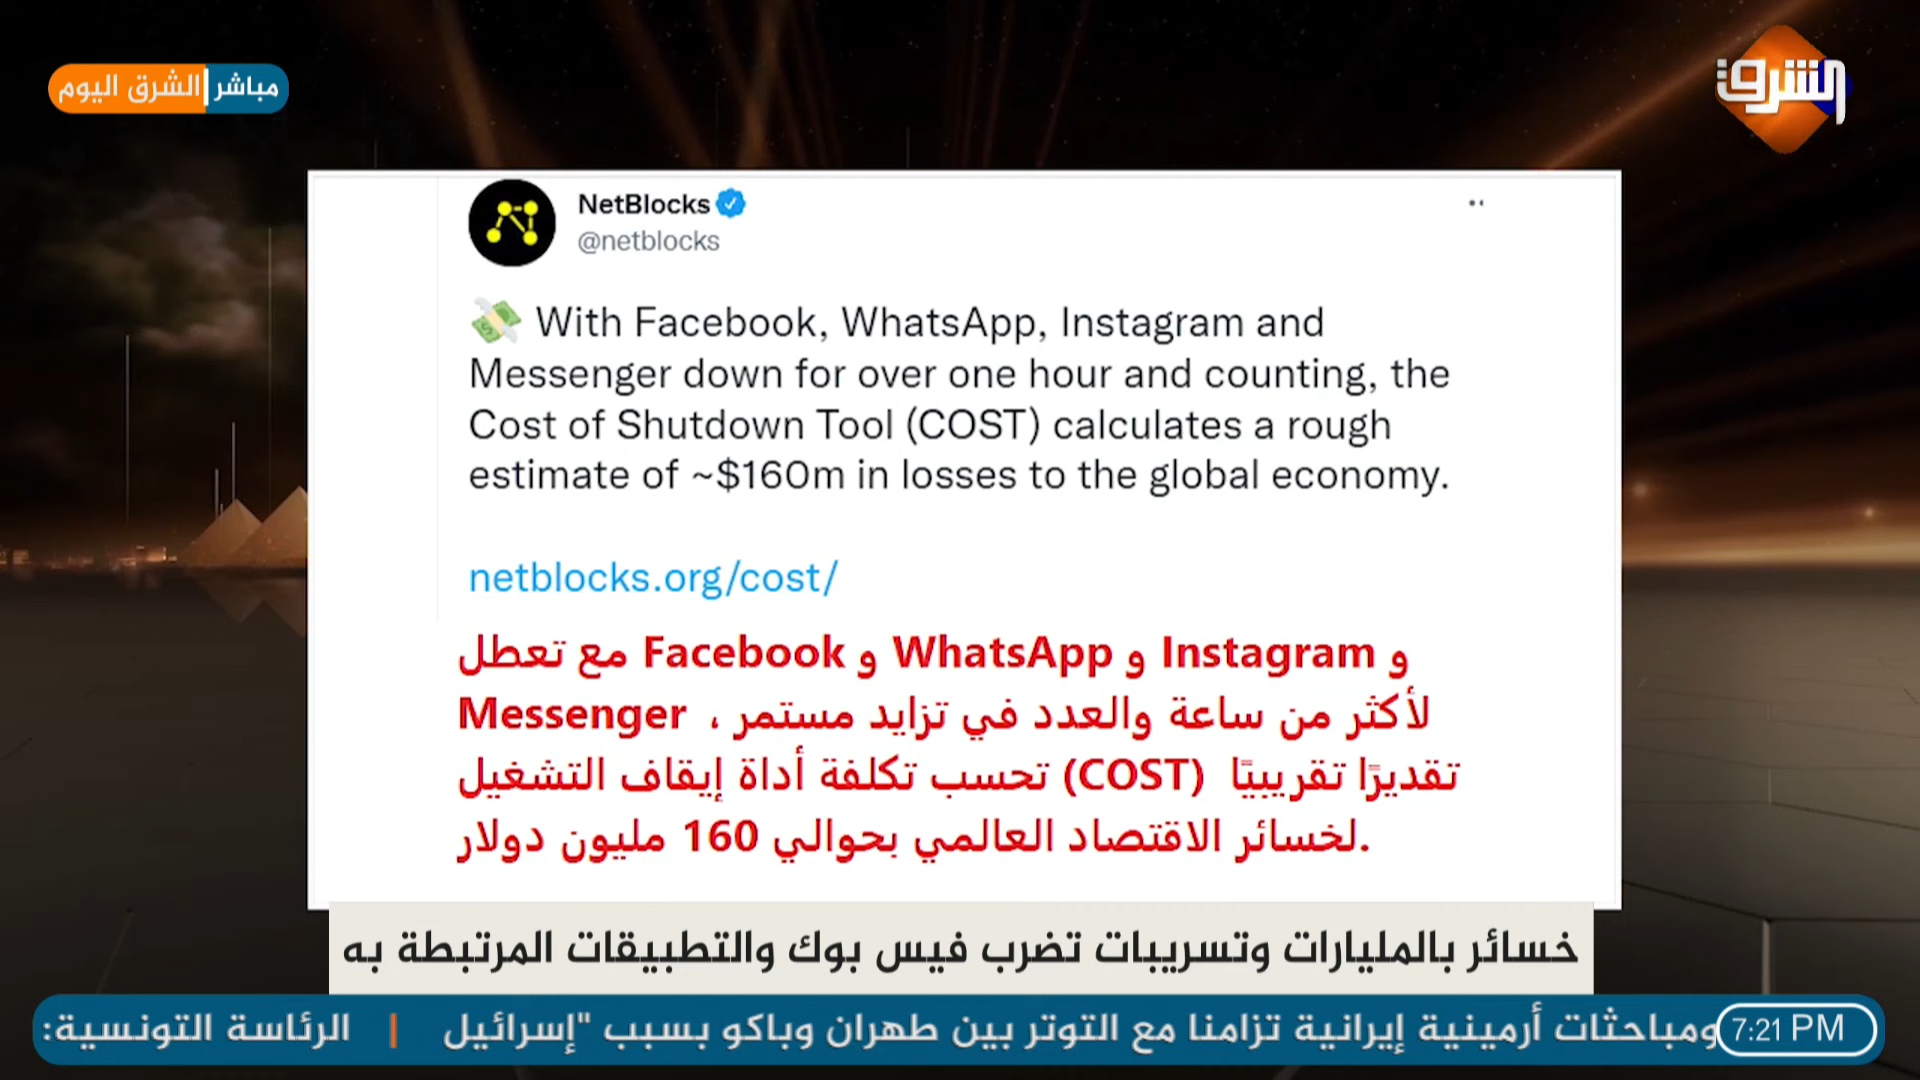 مباشر|الشرق اليوم
الشرق
NetBlocks
@netblocks
💸 With Facebook, WhatsApp, Instagram and
Messenger down for over one hour and counting, the
Cost of Shutdown Tool (COST) calculates a rough
estimate of ~$160m in losses to the global economy.
netblocks.org/cost/
مع تعطل Facebook و WhatsApp و Instagram و
Messenger لأكثر من ساعة والعدد في تزايد مستمر ،
تحسب تكلفة أداة إيقاف التشغيل (COST) تقديرًا تقريبيًا
لخسائر الاقتصاد العالمي بحوالي 160 مليون دولار.
خسائر بالمليارات وتسريبات تضرب فيس بوك والتطبيقات المرتبطة به
ومباحثات أرمينية إيرانية تزامنا مع التوتر بين طهران وباكو بسبب "إسرائيل | الرئاسة التونسية:
7:21 PM